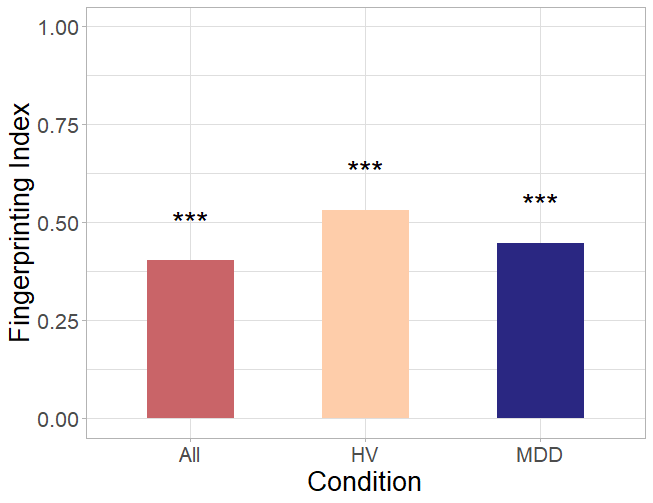 Fingerprinting Index
1.00
0.75
0.50
0.25
0.00
***
***
***
All HV MDD
Condition